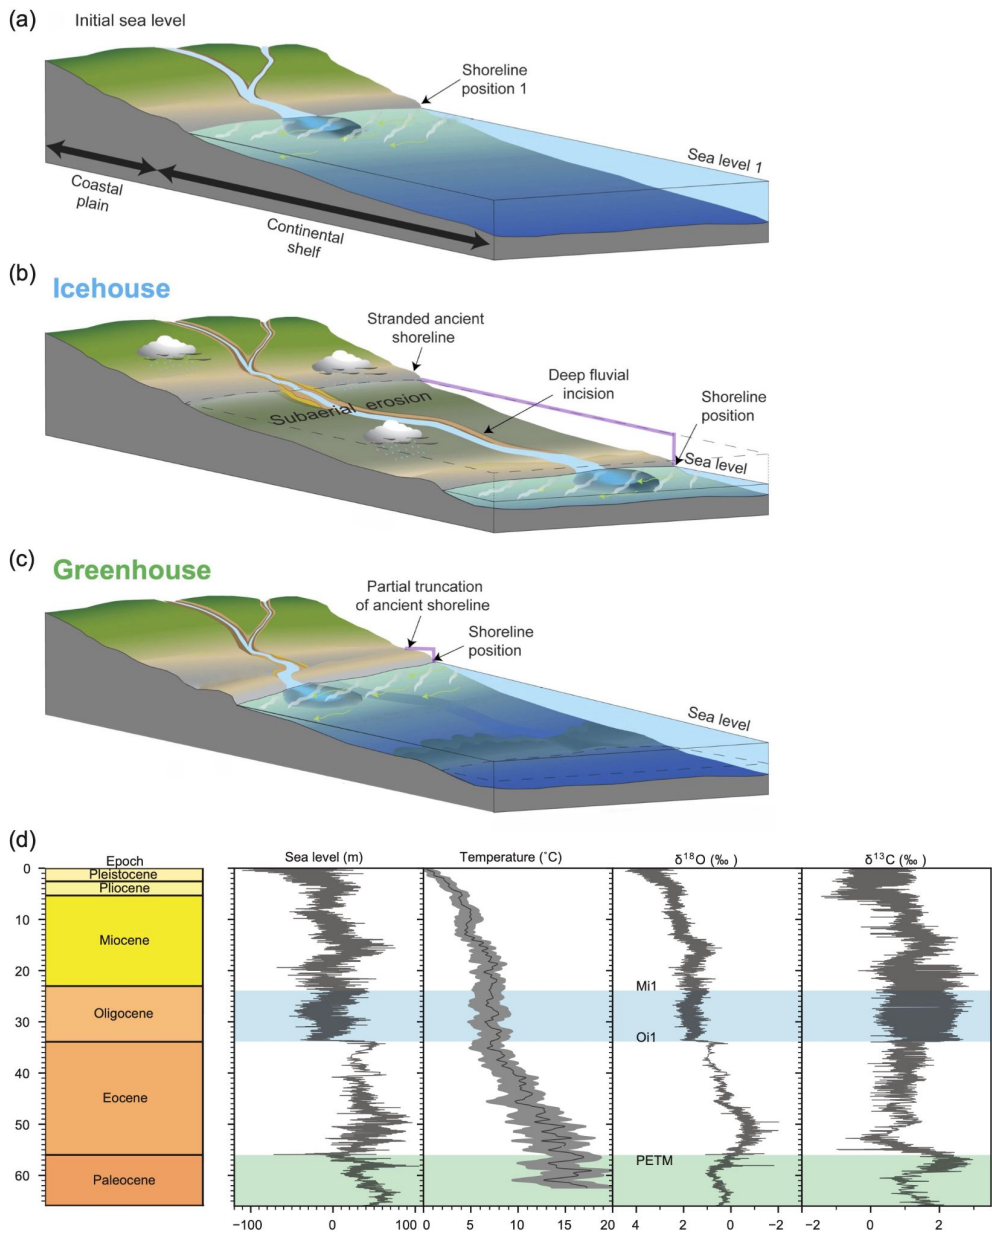 (a)
Initial sea level
Shoreline
position 1
Sea level 1
Coastal
plain
Continental
shelf
(b)
Icehouse
Stranded ancient
shoreline
Deep fluvial
incision
Shoreline
position
Subaerial erosion
Sea level
(c)
Greenhouse
Partial truncation
of ancient shoreline
Shoreline
position
Sea level
(d)
Epoch
Sea level (m)
Temperature (˚C)
δ¹⁸O (‰ )
δ¹³C (‰ )
0
Pleistocene
Pliocene
10
Miocene
20
Mi1
Oligocene
30
Oi1
40
Eocene
50
PETM
60
Paleocene
−100 0 100
0 5 10 15 20
4 2 0 −2
−2 0 2